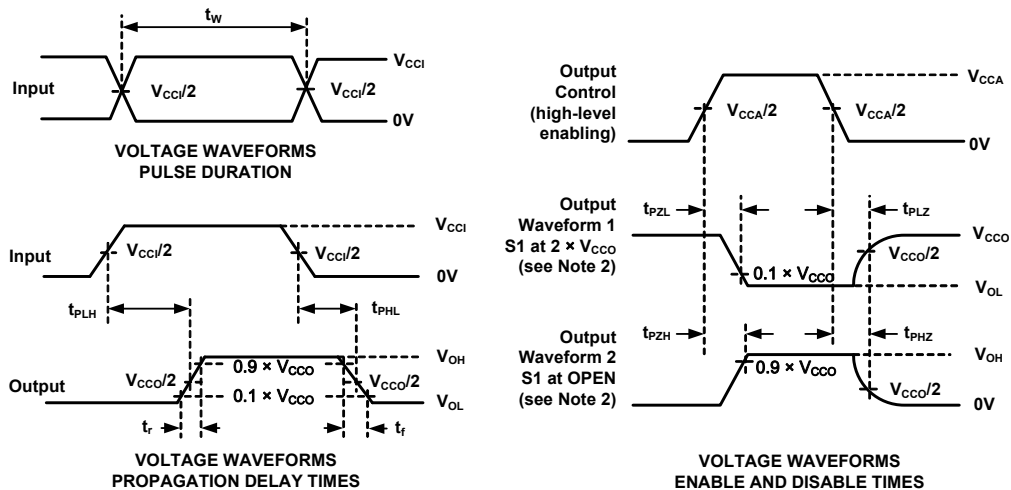 tW
VCCI
Input
VCCI/2
VCCI/2
0V
VOLTAGE WAVEFORMS
PULSE DURATION
VCCI
Input
VCCI/2
VCCI/2
0V
tPLH
tPHL
VOH
0.9 × VCCO
Output
VCCO/2
VCCO/2
0.1 × VCCO
VOL
tr
tf
VOLTAGE WAVEFORMS
PROPAGATION DELAY TIMES
Output
Control
(high-level
enabling)
VCCA
VCCA/2
VCCA/2
0V
Output
Waveform 1
S1 at 2 × VCCO
(see Note 2)
tPZL
tPLZ
VCCO
VCCO/2
0.1 × VCCO
VOL
Output
Waveform 2
S1 at OPEN
(see Note 2)
tPZH
tPHZ
VOH
0.9 × VCCO
VCCO/2
0V
VOLTAGE WAVEFORMS
ENABLE AND DISABLE TIMES